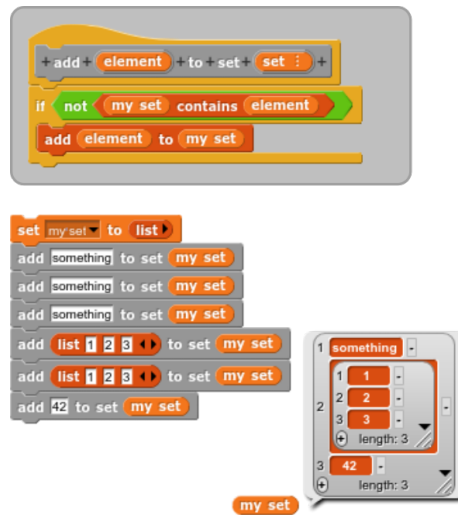 + add + element + to + set + set ⋮ +
if not my set contains element
add element to my set
set my set to list
add something to set my set
add something to set my set
add something to set my set
add list 1 2 3 to set my set
add list 1 2 3 to set my set
add 42 to set my set
1 something -
2
1 1 -
2 2 -
3 3 -
+ length: 3
-
3 42 -
+ length: 3
my set